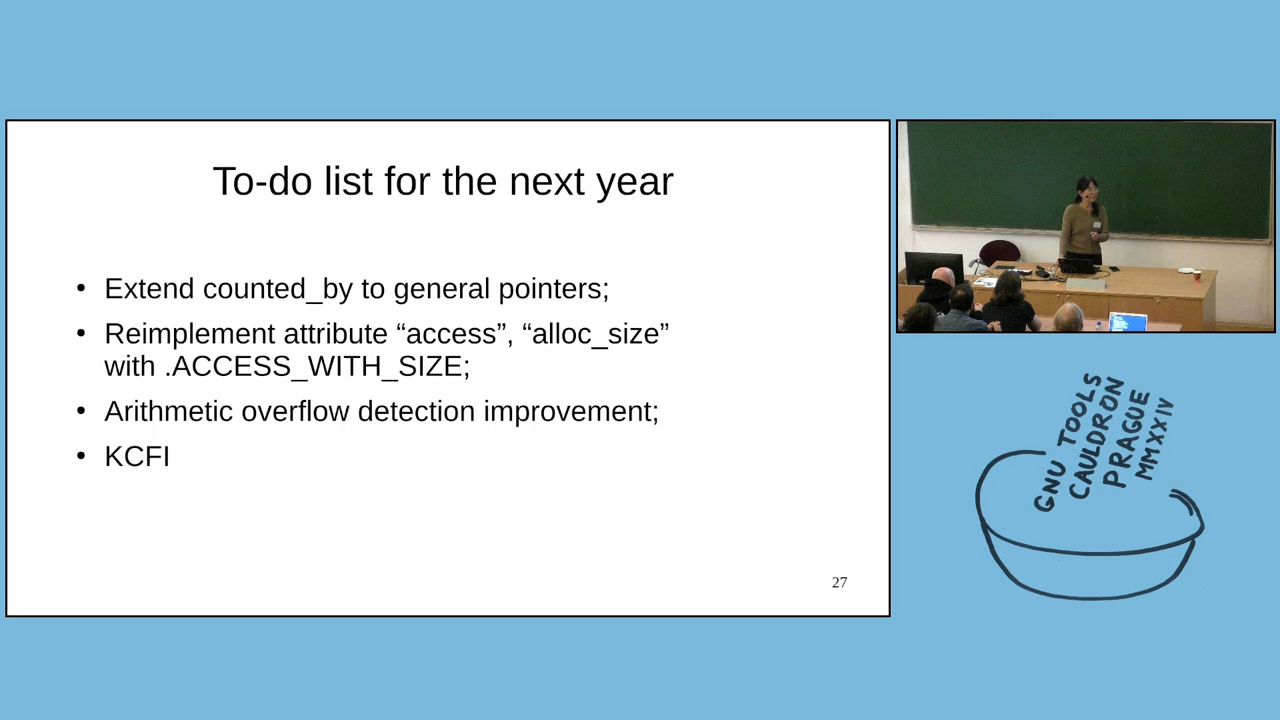 To-do list for the next year
• Extend counted_by to general pointers;
• Reimplement attribute “access”, “alloc_size”
with .ACCESS_WITH_SIZE;
• Arithmetic overflow detection improvement;
• KCFI
27
GNU TOOLS
CAULDRON
PRAGUE
MMXXIV